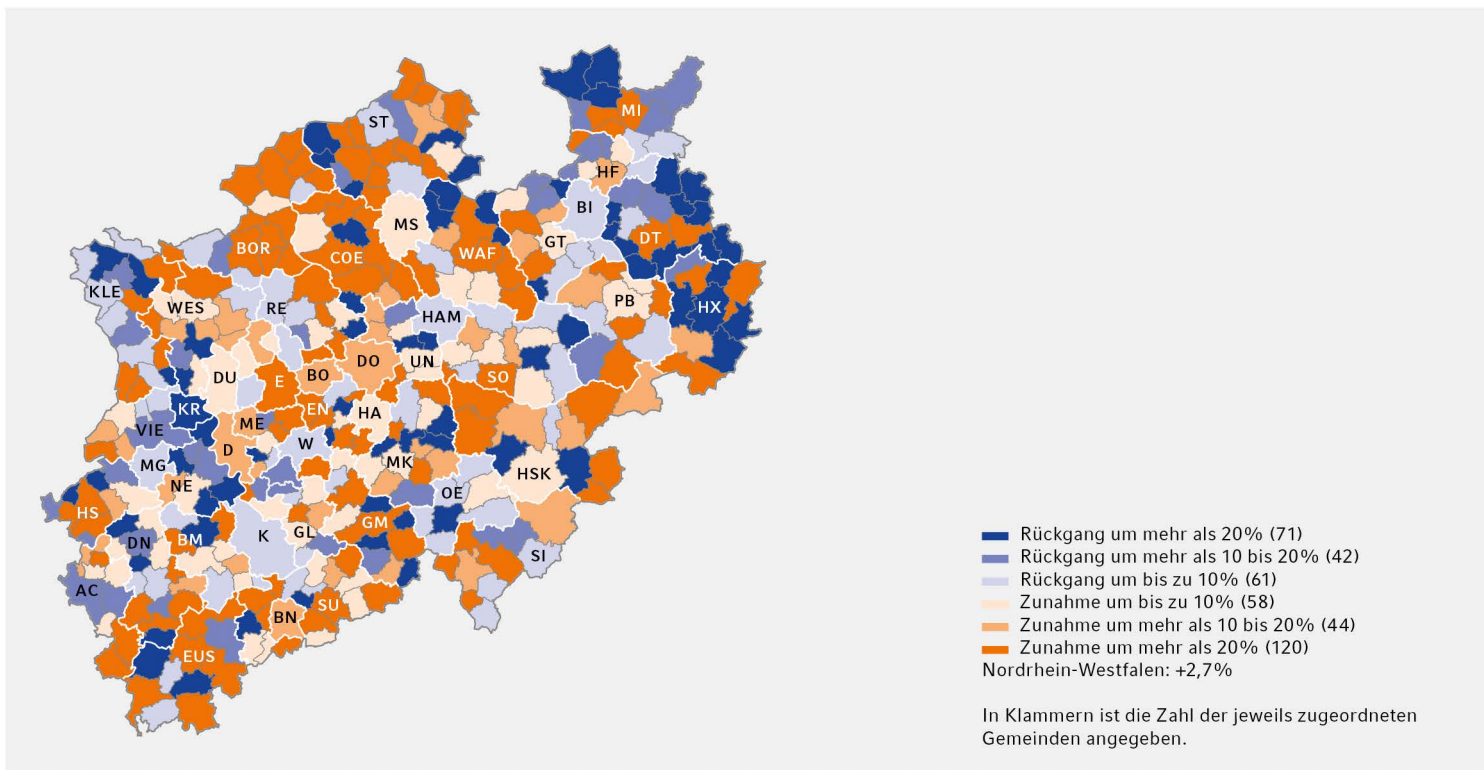 MI
ST
HF
BI
MS
GT
DT
BOR
COE
WAF
KLE
WES
RE
HAM
PB
HX
DU
E
BO
DO
UN
SO
KR
EN
HA
VIE
ME
D
W
MG
NE
MK
HSK
HS
OE
DN
BM
K
GL
GM
SI
AC
BN
SU
EUS
Rückgang um mehr als 20% (71)
Rückgang um mehr als 10 bis 20% (42)
Rückgang um bis zu 10% (61)
Zunahme um bis zu 10% (58)
Zunahme um mehr als 10 bis 20% (44)
Zunahme um mehr als 20% (120)
Nordrhein-Westfalen: +2,7%
In Klammern ist die Zahl der jeweils zugeordneten
Gemeinden angegeben.